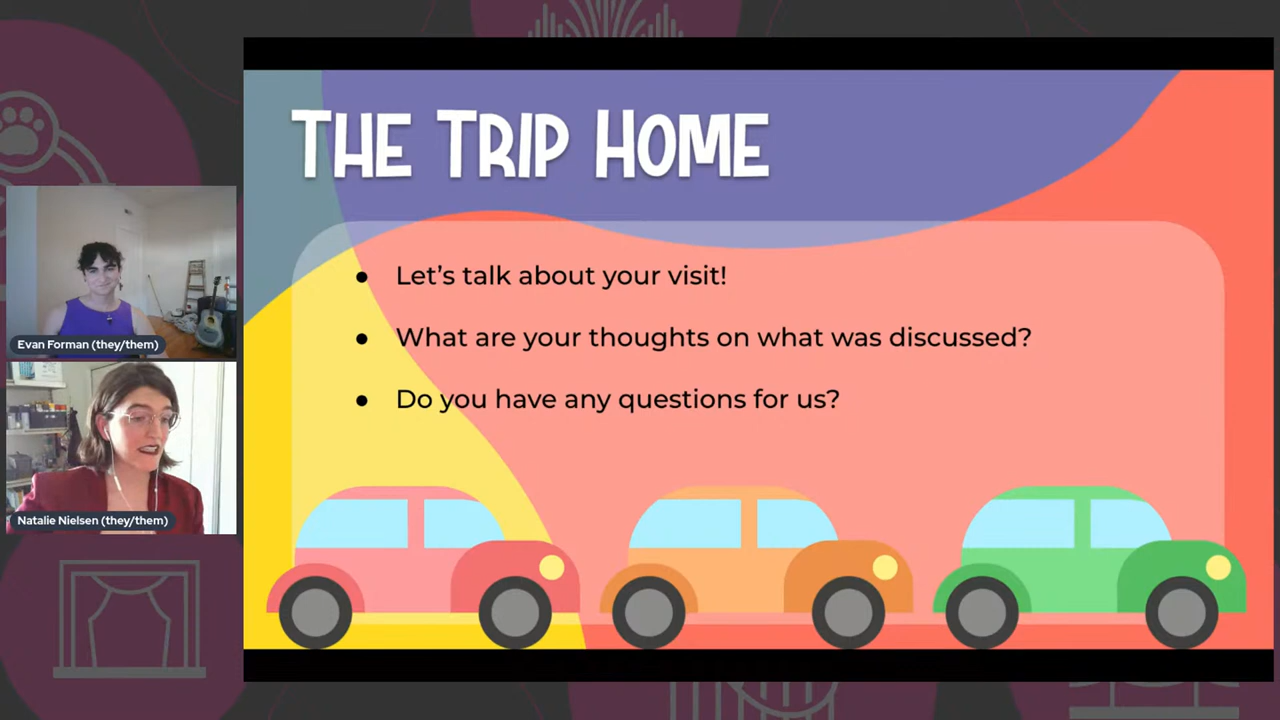 THE TRIP HOME
● Let's talk about your visit!
● What are your thoughts on what was discussed?
● Do you have any questions for us?
Evan Forman (they/them)
Natalie Nielsen (they/them)